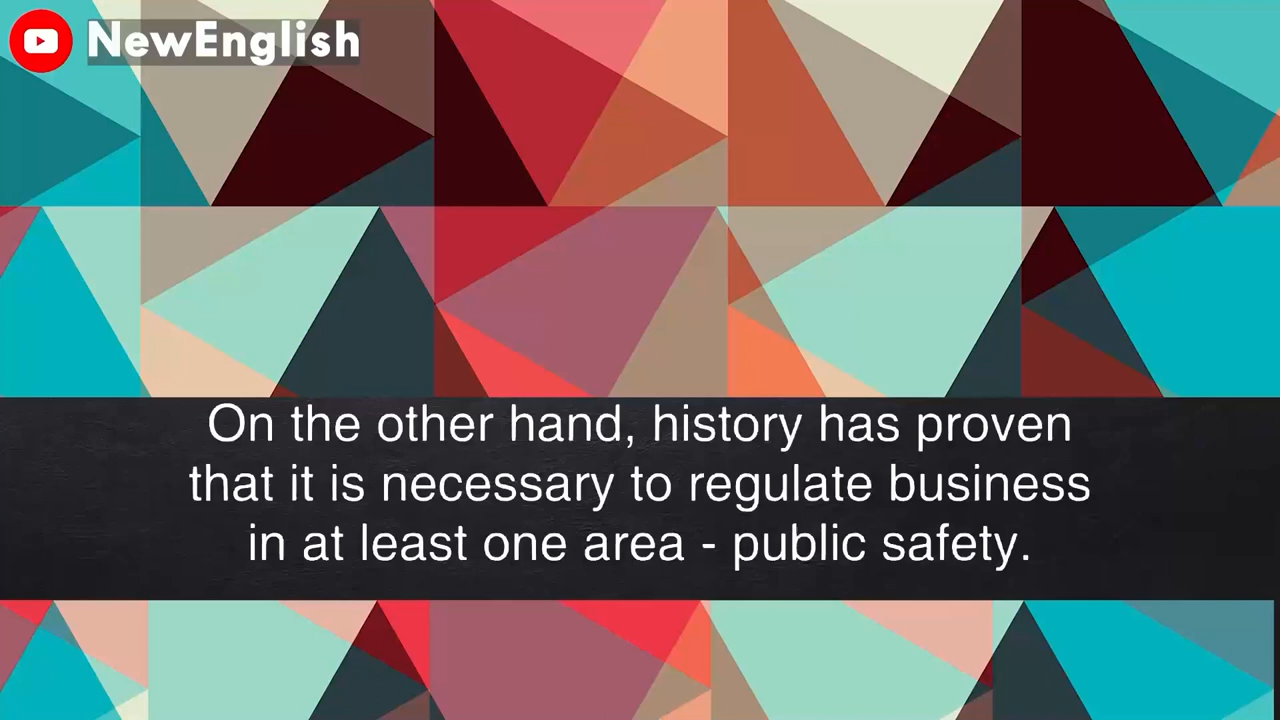 NewEnglish
On the other hand, history has proven
that it is necessary to regulate business
in at least one area - public safety.